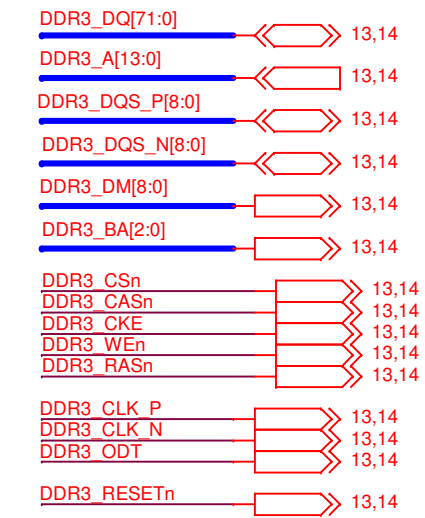 DDR3_DQ[71:0] 13,14
DDR3_A[13:0] 13,14
DDR3_DQS_P[8:0] 13,14
DDR3_DQS_N[8:0] 13,14
DDR3_DM[8:0] 13,14
DDR3_BA[2:0] 13,14
DDR3_CSn 13,14
DDR3_CASn 13,14
DDR3_CKE 13,14
DDR3_WEn 13,14
DDR3_RASn 13,14
DDR3_CLK_P 13,14
DDR3_CLK_N 13,14
DDR3_ODT 13,14
DDR3_RESETn 13,14